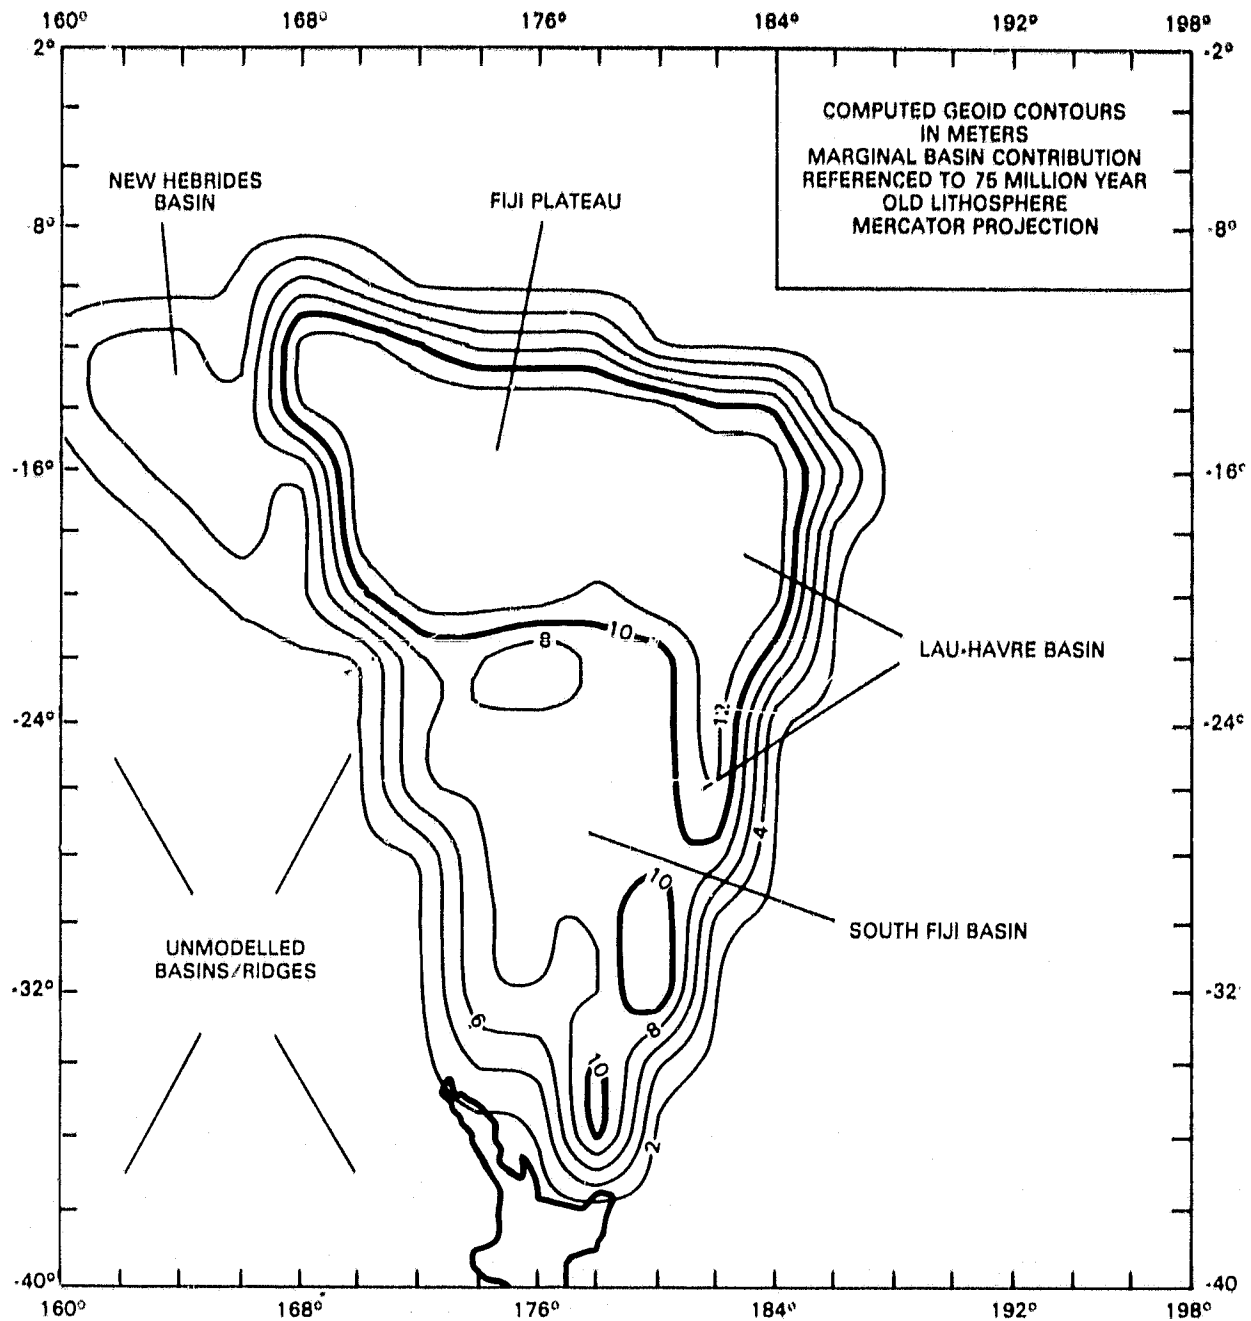 160° 168° 176° 184° 192° 198°
2° -2°
COMPUTED GEOID CONTOURS
IN METERS
MARGINAL BASIN CONTRIBUTION
REFERENCED TO 75 MILLION YEAR
OLD LITHOSPHERE
MERCATOR PROJECTION
NEW HEBRIDES
BASIN
FIJI PLATEAU
-8° -8°
-16° -16°
10
8
LAU-HAVRE BASIN
12
-24° -24°
4
10
SOUTH FIJI BASIN
UNMODELLED
BASINS/RIDGES
-32° -32
6
8
10
2
-40° -40
160° 168° 176° 184° 192° 198°